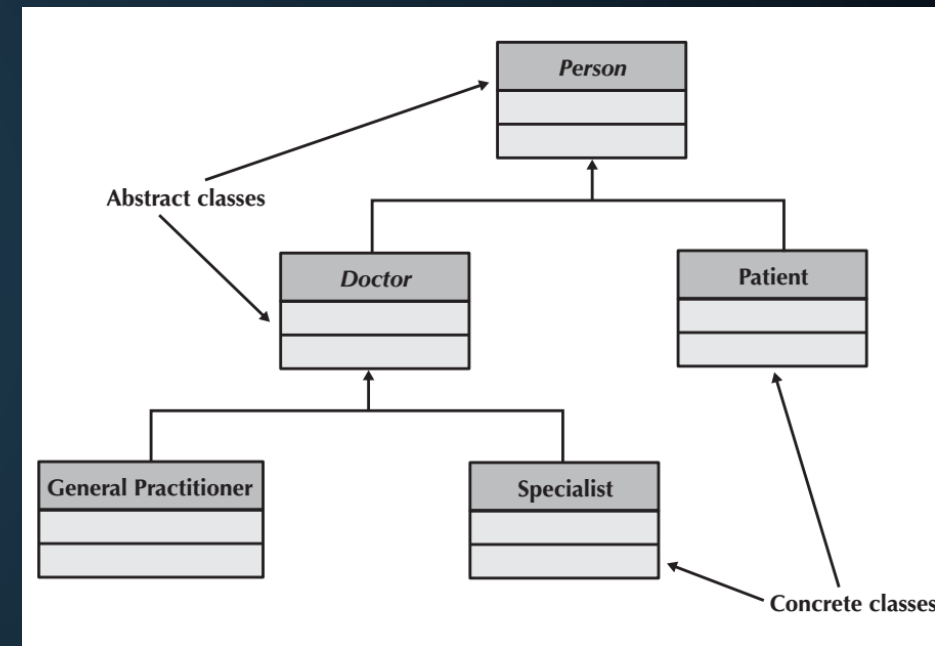 Person
Abstract classes
Doctor
Patient
General Practitioner
Specialist
Concrete classes